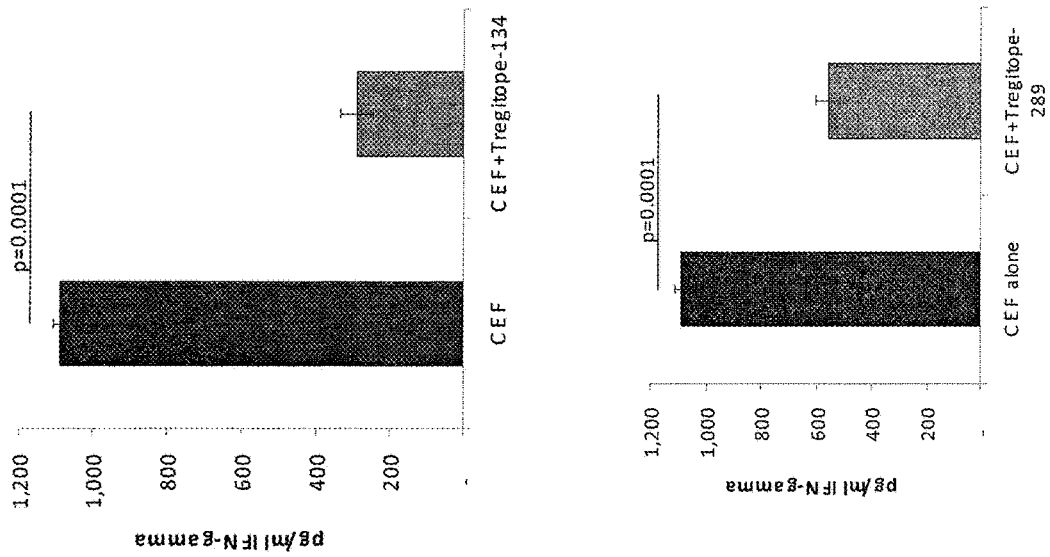 p=0.0001
1,200
1,000
800
600
400
200
-
pg/ml IFN-gamma
CEF
CEF+Tregitope-134
p=0.0001
1,200
1,000
800
600
400
200
-
pg/ml IFN-gamma
CEF alone
CEF+Tregitope-
289